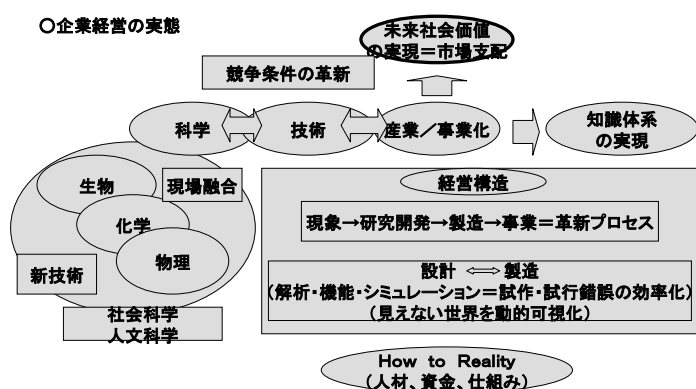 ○企業経営の実態
未来社会価値
の実現＝市場支配
競争条件の革新
科学
技術
産業／事業化
知識体系
の実現
生物
現場融合
化学
物理
新技術
社会科学
人文科学
経営構造
現象→研究開発→製造→事業＝革新プロセス
設計 ⇔ 製造
（解析・機能・シミュレーション＝試作・試行錯誤の効率化）
（見えない世界を動的可視化）
How to Reality
（人材、資金、仕組み）